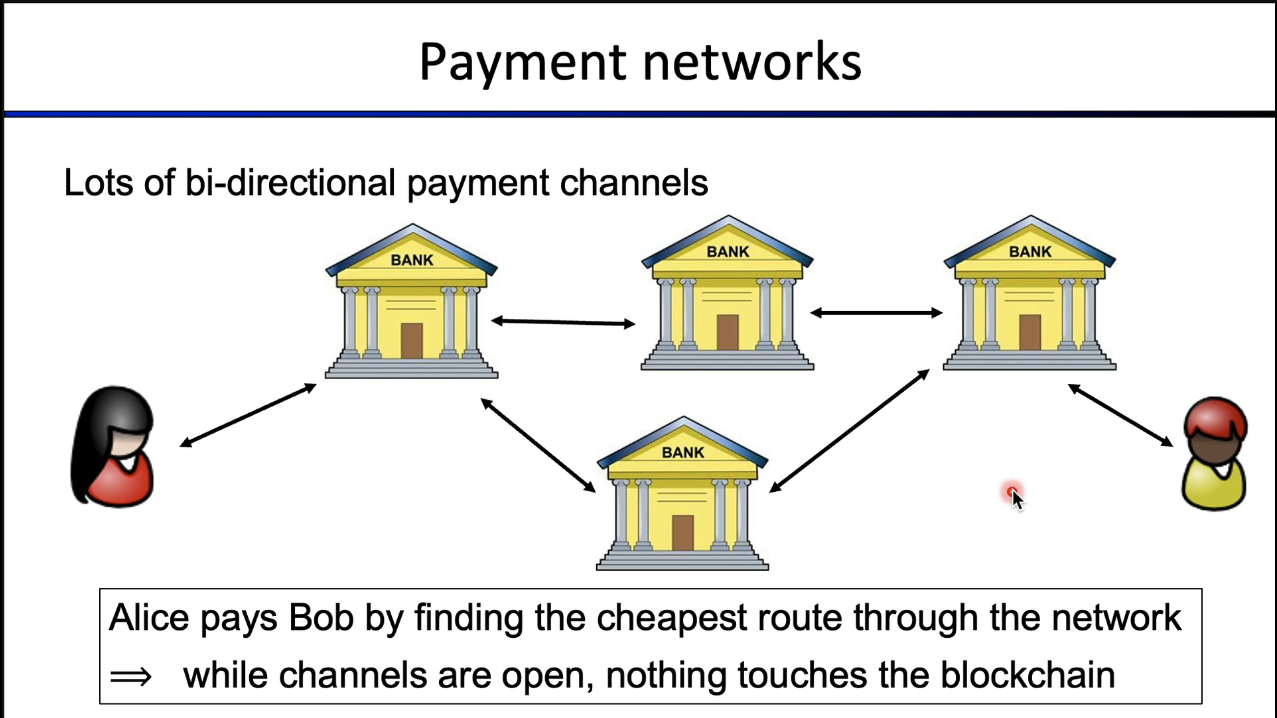 Payment networks
Lots of bi-directional payment channels
BANK
BANK
BANK
BANK
Alice pays Bob by finding the cheapest route through the network
⟹ while channels are open, nothing touches the blockchain